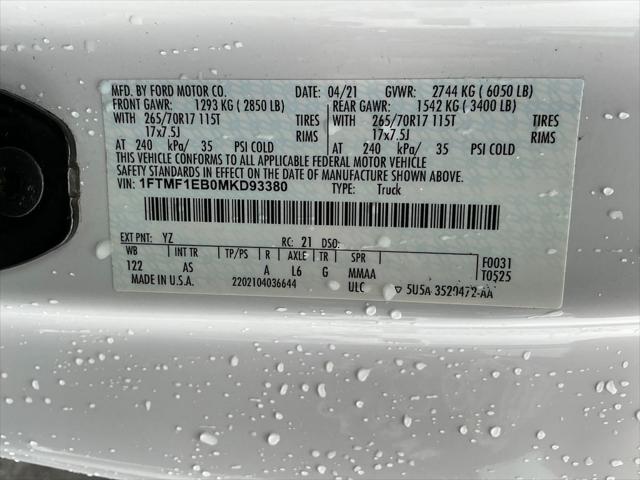 MFD. BY FORD MOTOR CO. DATE: 04/21 GVWR: 2744 KG ( 6050 LB)
FRONT GAWR: 1293 KG ( 2850 LB) REAR GAWR: 1542 KG ( 3400 LB)
WITH 265/70R17 115T TIRES WITH 265/70R17 115T TIRES
17x7.5J RIMS 17x7.5J RIMS
AT 240 kPa/ 35 PSI COLD AT 240 kPa/ 35 PSI COLD
THIS VEHICLE CONFORMS TO ALL APPLICABLE FEDERAL MOTOR VEHICLE
SAFETY STANDARDS IN EFFECT ON THE DATE OF MANUFACTURE SHOWN ABOVE.
VIN: 1FTMF1EB0MKD93380 TYPE: Truck
EXT PNT: YZ RC: 21 DSO:
WB INT TR TP/PS R AXLE TR SPR F0031
122 AS A L6 G MMAA T0525
MADE IN U.S.A. 2202104036644 ULC ▽ 5U5A-3520472-AA